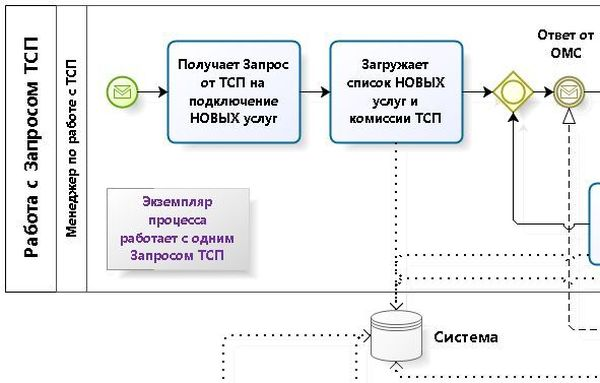 Работа с Запросом ТСП
Менеджер по работе с ТСП
Получает Запрос
от ТСП на
подключение
НОВЫХ услуг
Загружает
список НОВЫХ
услуг и
комиссии ТСП
Ответ от
ОМС
Экземпляр
процесса
работает с одним
Запросом ТСП
Система